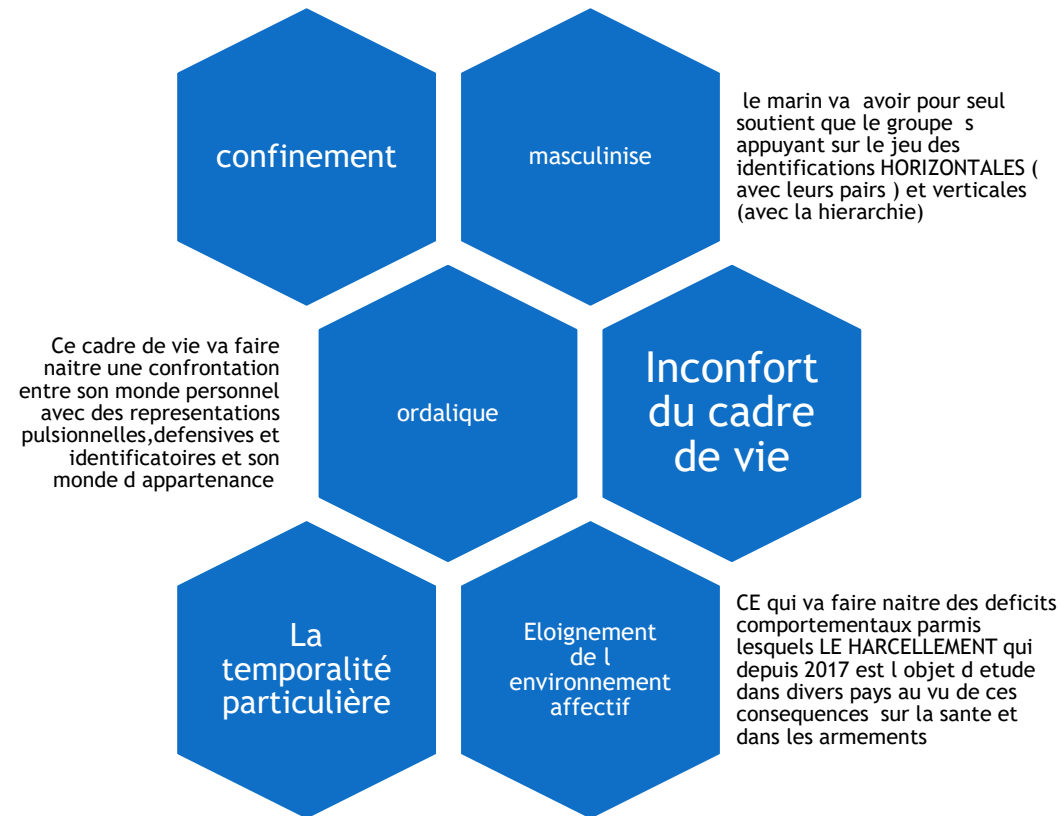 confinement
masculinise
le marin va avoir pour seul
soutient que le groupe s
appuyant sur le jeu des
identifications HORIZONTALES (
avec leurs pairs ) et verticales
(avec la hierarchie)
Ce cadre de vie va faire
naitre une confrontation
entre son monde personnel
avec des representations
pulsionnelles,defensives et
identificatoires et son
monde d appartenance
ordalique
Inconfort
du cadre
de vie
La
temporalité
particulière
Eloignement
de l
environnement
affectif
CE qui va faire naitre des deficits
comportementaux parmis
lesquels LE HARCELLEMENT qui
depuis 2017 est l objet d etude
dans divers pays au vu de ces
consequences sur la sante et
dans les armements